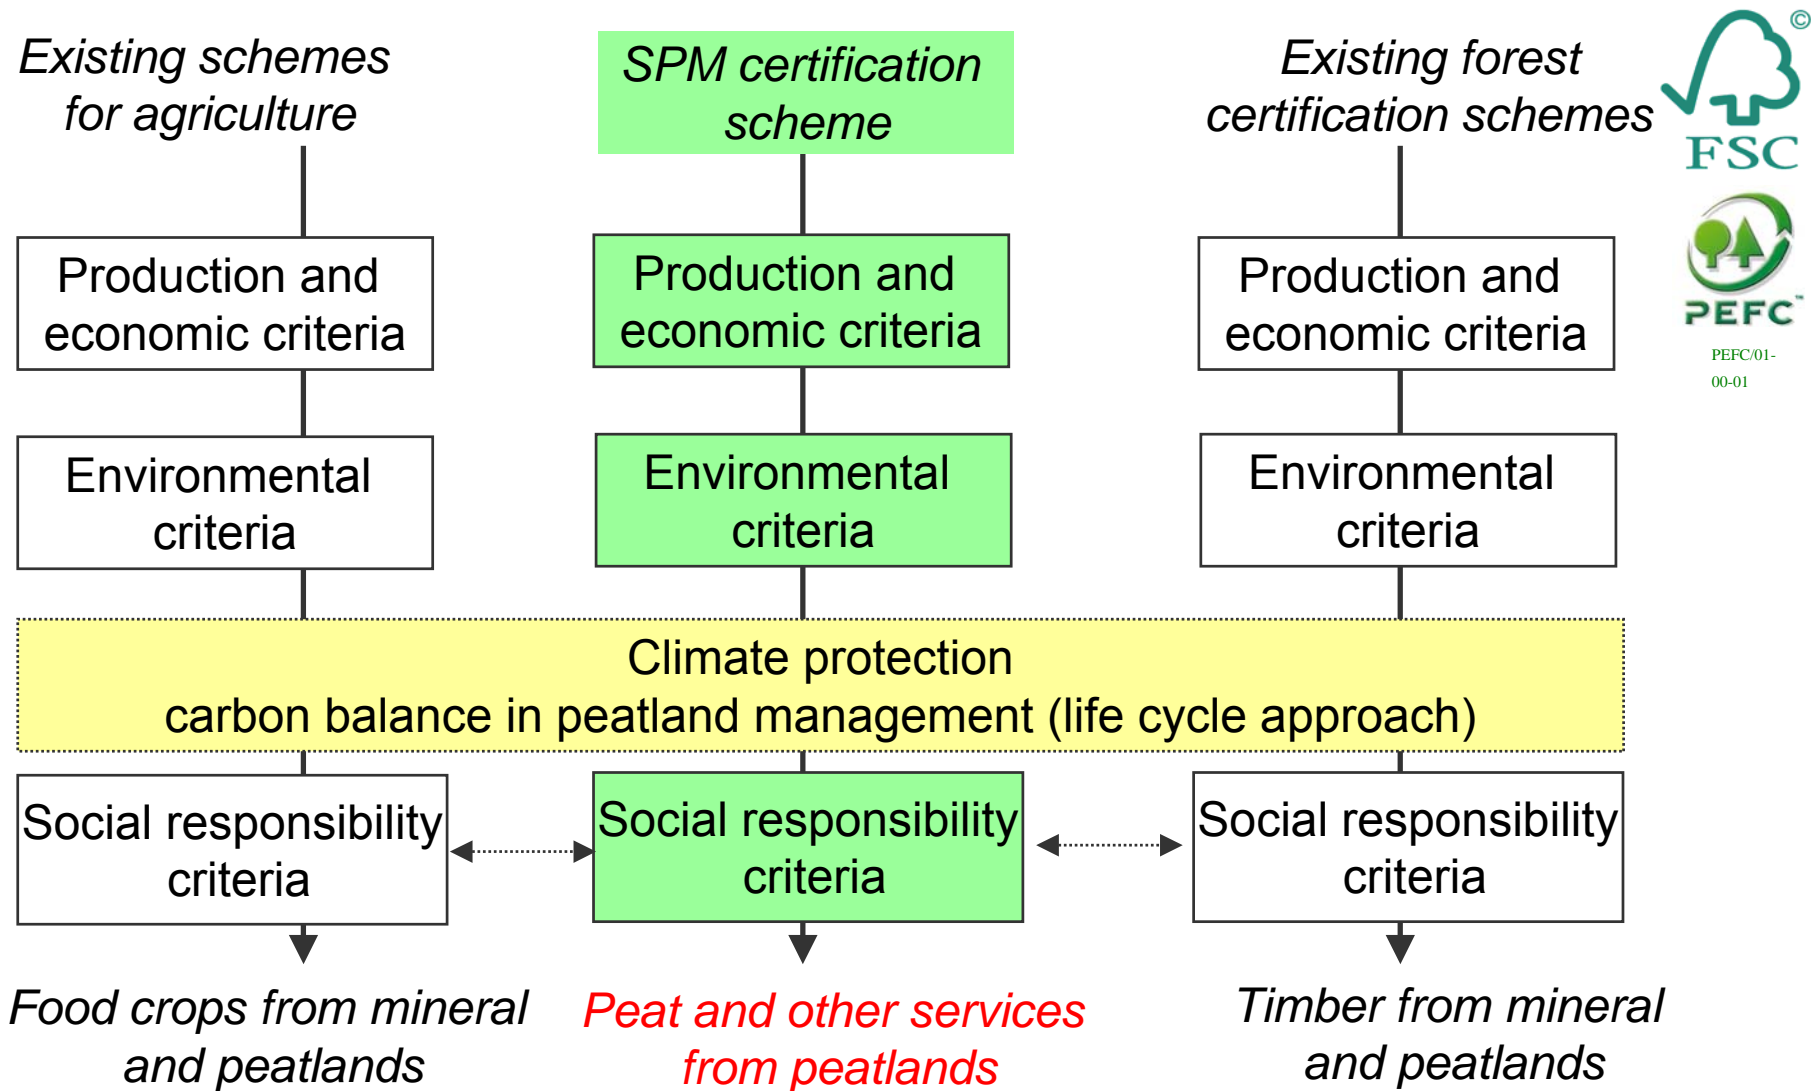 Existing schemes
for agriculture
SPM certification
scheme
Existing forest
certification schemes
©
FSC
PEFC™
PEFC/01-
00-01
Production and
economic criteria
Production and
economic criteria
Production and
economic criteria
Environmental
criteria
Environmental
criteria
Environmental
criteria
Climate protection
carbon balance in peatland management (life cycle approach)
Social responsibility
criteria
Social responsibility
criteria
Social responsibility
criteria
Food crops from mineral
and peatlands
Peat and other services
from peatlands
Timber from mineral
and peatlands